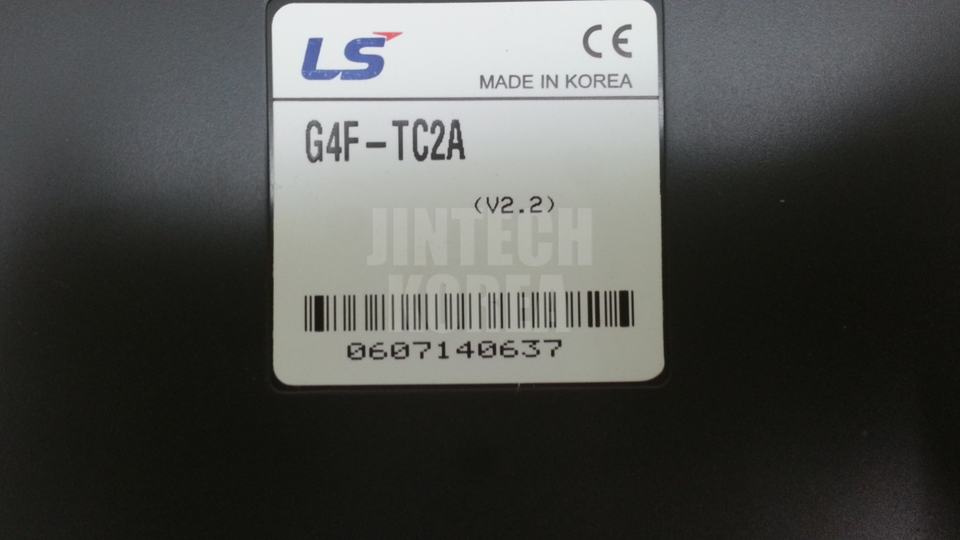 LS
CE
MADE IN KOREA
G4F-TC2A
(V2.2)
JINTECH
KOREA
0607140637